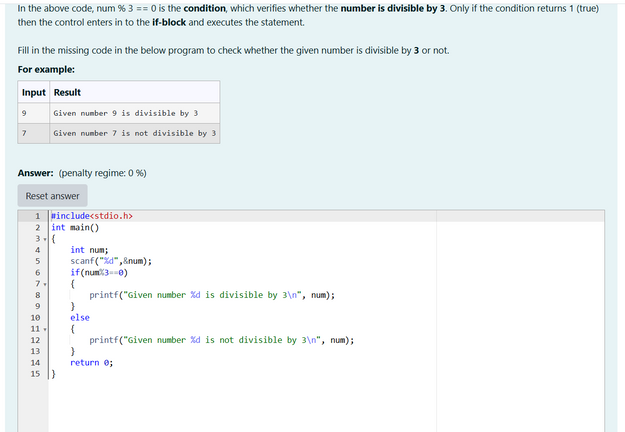 In the above code, num % 3 == 0 is the condition, which verifies whether the number is divisible by 3. Only if the condition returns 1 (true)
then the control enters in to the if-block and executes the statement.
Fill in the missing code in the below program to check whether the given number is divisible by 3 or not.
For example:
Input Result
9 Given number 9 is divisible by 3
7 Given number 7 is not divisible by 3
Answer: (penalty regime: 0 %)
Reset answer
1 #include<stdio.h>
2 int main()
3 {
4 int num;
5 scanf("%d",&num);
6 if(num%3==0)
7 {
8 printf("Given number %d is divisible by 3\n", num);
9 }
10 else
11 {
12 printf("Given number %d is not divisible by 3\n", num);
13 }
14 return 0;
15 }